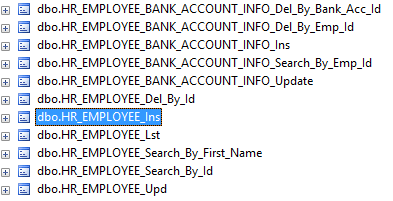 dbo.HR_EMPLOYEE_BANK_ACCOUNT_INFO_Del_By_Bank_Acc_Id
dbo.HR_EMPLOYEE_BANK_ACCOUNT_INFO_Del_By_Emp_Id
dbo.HR_EMPLOYEE_BANK_ACCOUNT_INFO_Ins
dbo.HR_EMPLOYEE_BANK_ACCOUNT_INFO_Search_By_Emp_Id
dbo.HR_EMPLOYEE_BANK_ACCOUNT_INFO_Update
dbo.HR_EMPLOYEE_Del_By_Id
dbo.HR_EMPLOYEE_Ins
dbo.HR_EMPLOYEE_Lst
dbo.HR_EMPLOYEE_Search_By_First_Name
dbo.HR_EMPLOYEE_Search_By_Id
dbo.HR_EMPLOYEE_Upd